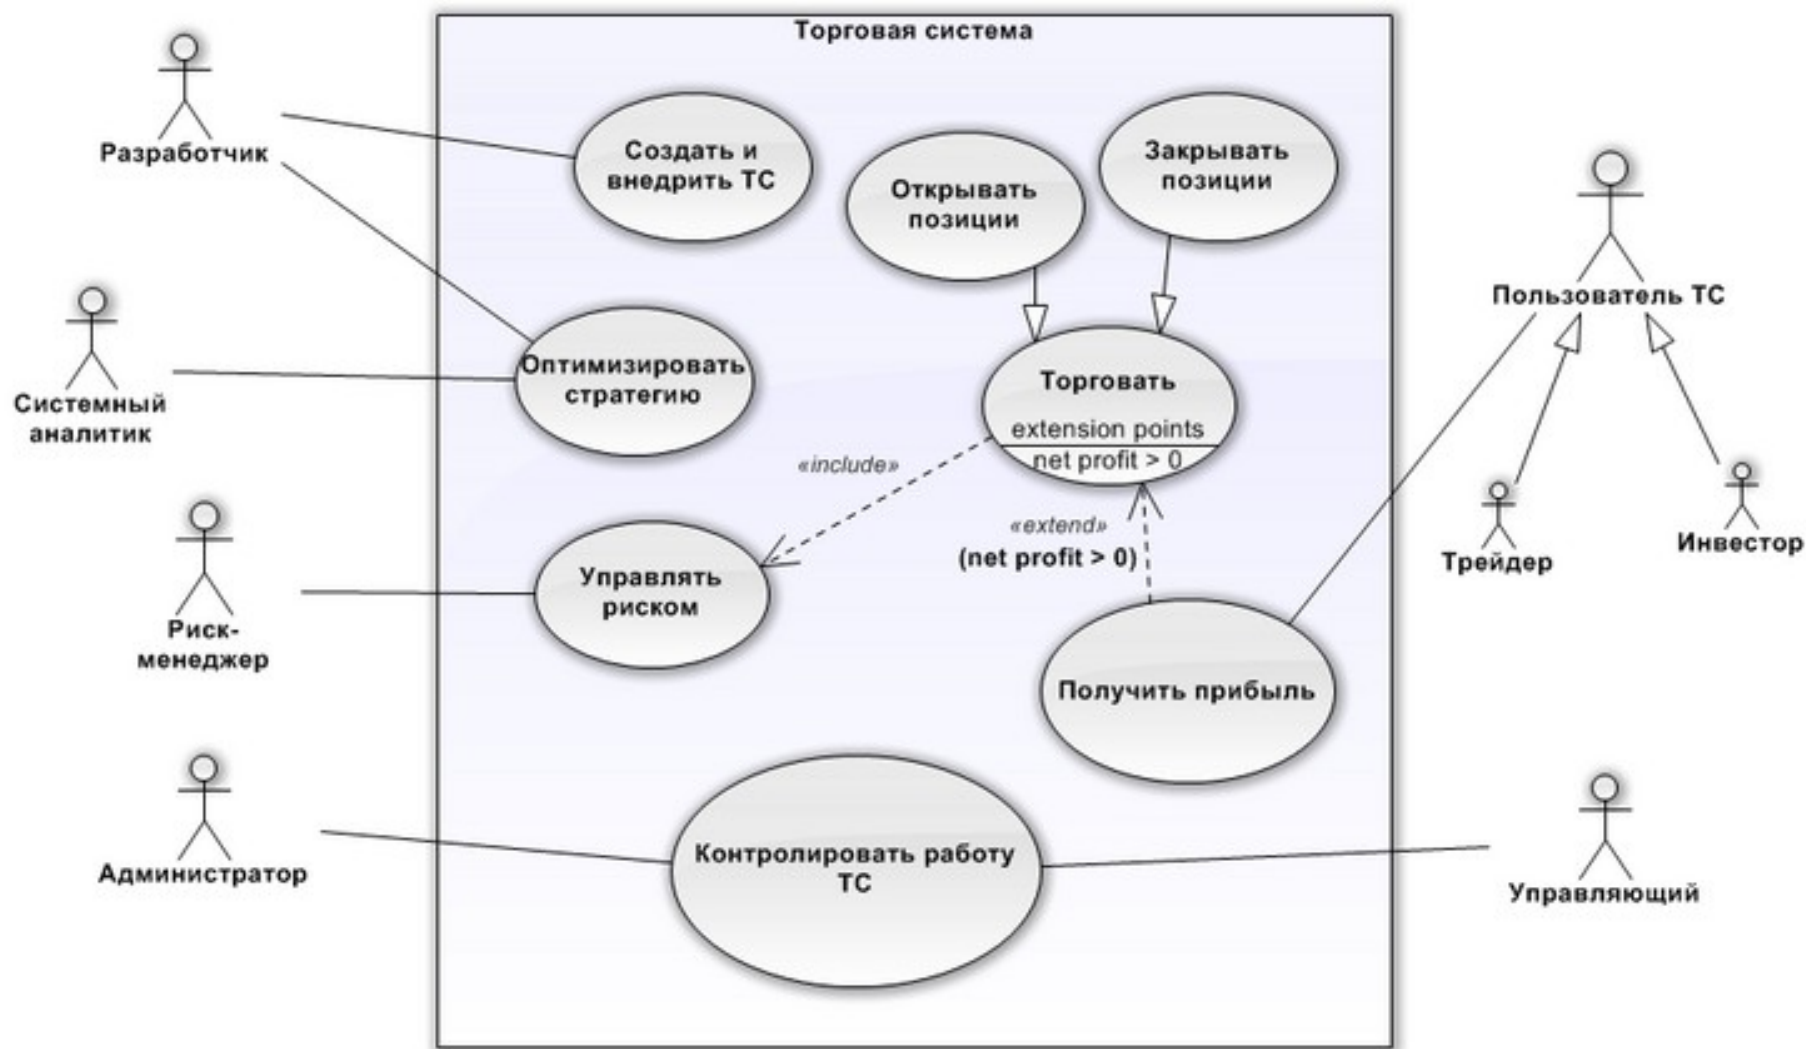 Торговая система
Разработчик
Создать и
внедрить ТС
Открывать
позиции
Закрывать
позиции
Пользователь ТС
Системный
аналитик
Оптимизировать
стратегию
Торговать
extension points
net profit > 0
«include»
«extend»
(net profit > 0)
Трейдер
Инвестор
Риск-
менеджер
Управлять
риском
Получить прибыль
Администратор
Контролировать работу
ТС
Управляющий